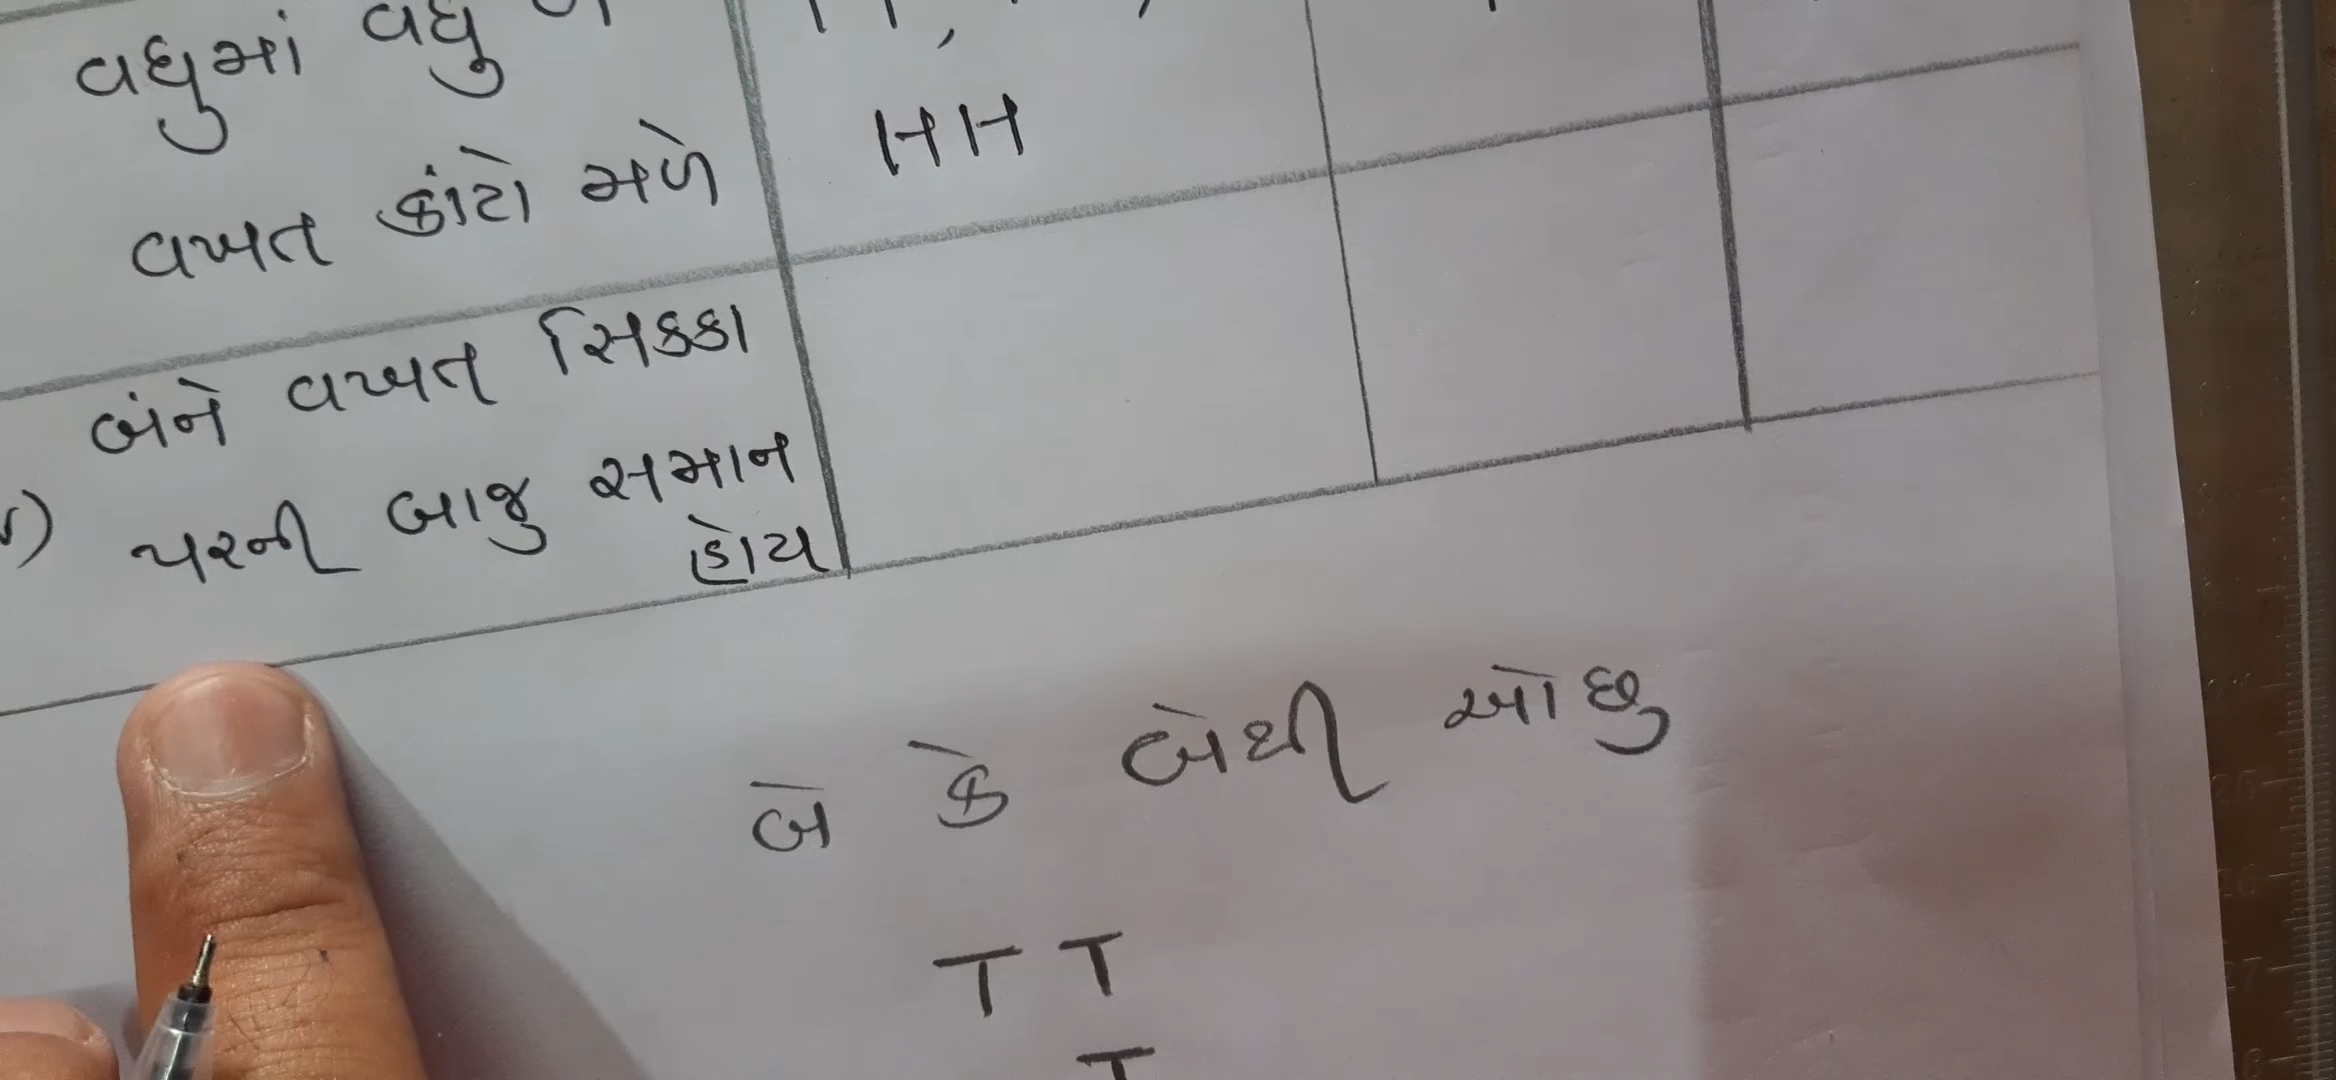 વધુમાં વધુ
વખત કાંટો મળે
HH
બંને વખત સિક્કા
પરની બાજુ સમાન
હોય
બે કે બેથી ઓછુ
T T
T